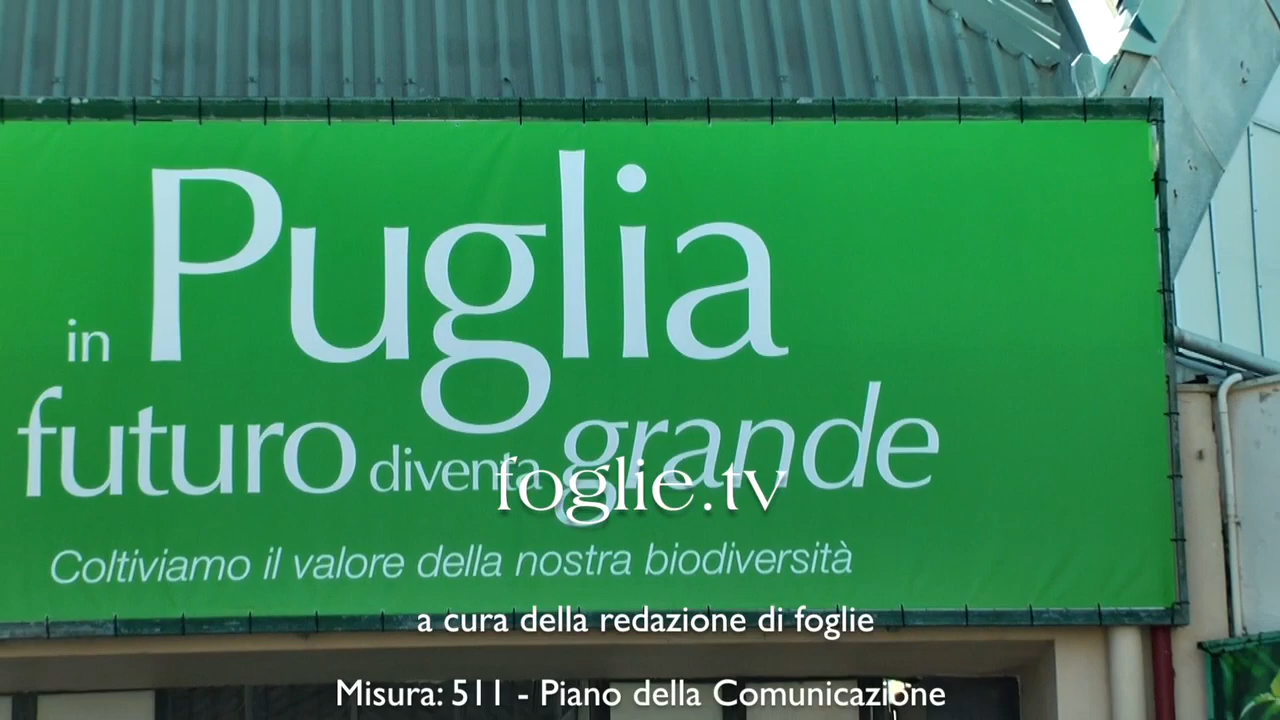 in Puglia
futuro diventa grande
foglie.tv
Coltiviamo il valore della nostra biodiversità
a cura della redazione di foglie
Misura: 511 - Piano della Comunicazione